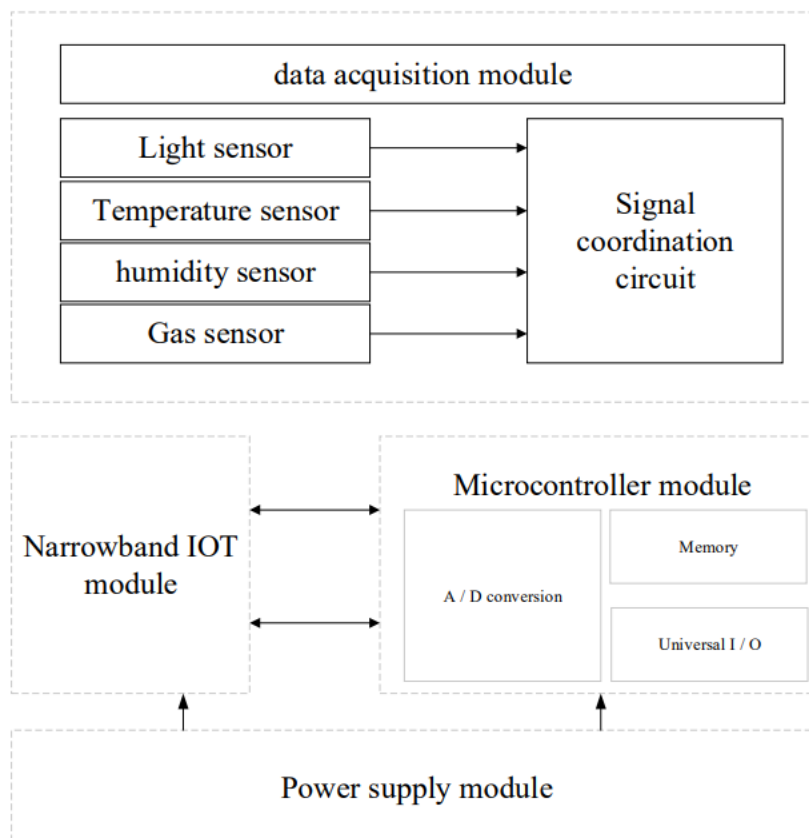 data acquisition module
Light sensor
Temperature sensor
humidity sensor
Gas sensor
Signal
coordination
circuit
Narrowband IOT
module
Microcontroller module
A / D conversion
Memory
Universal I / O
Power supply module